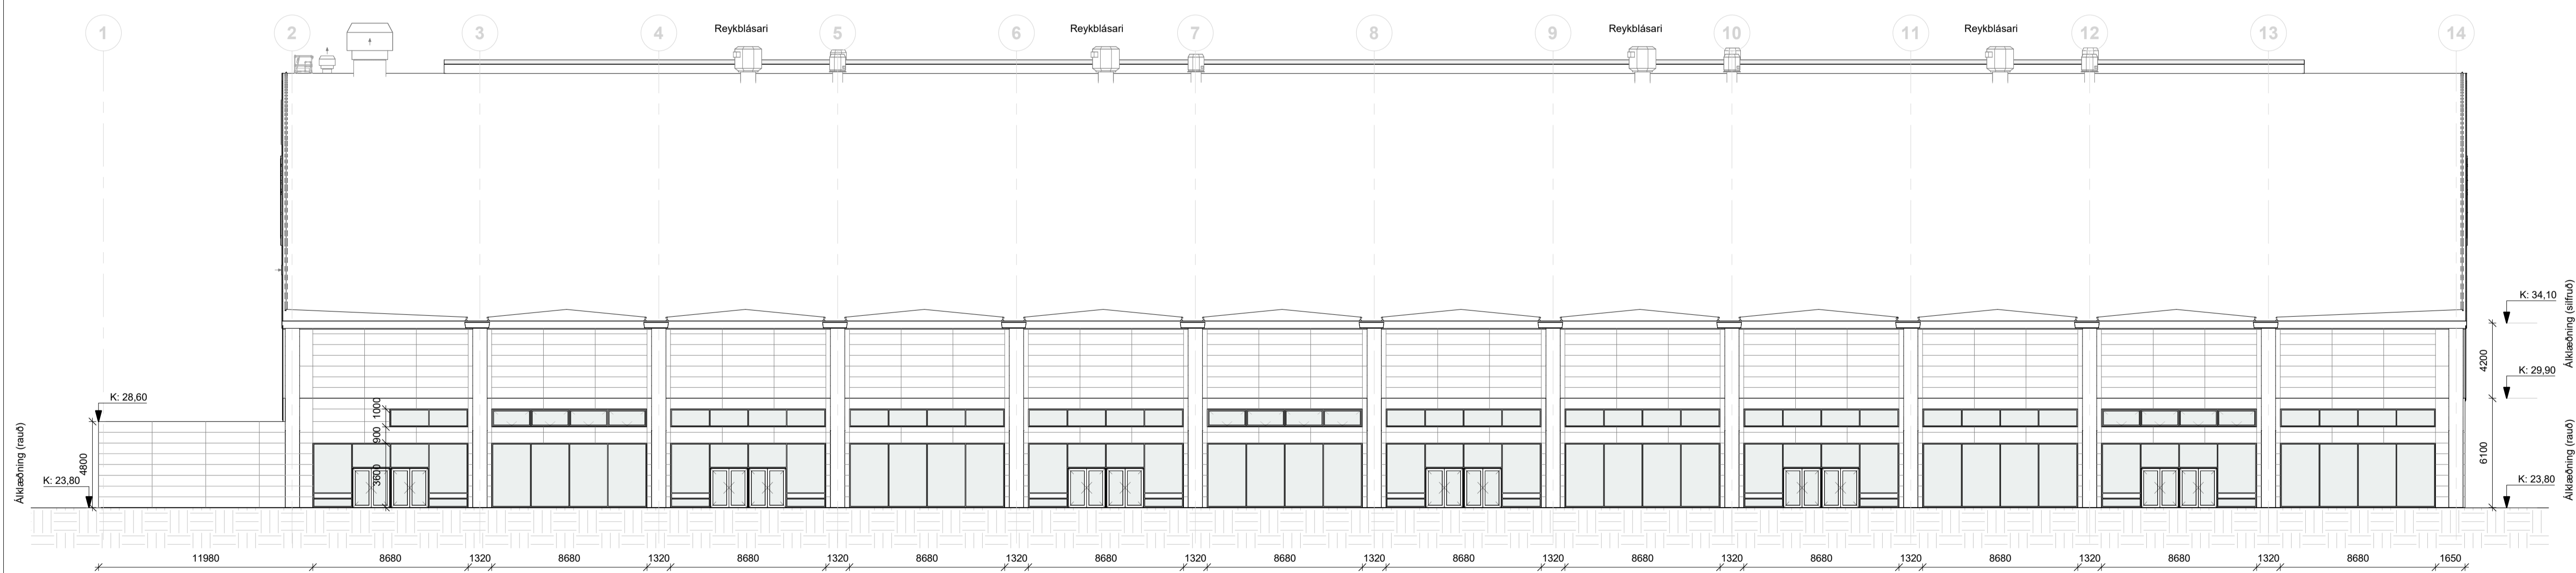 1 2 3 4 5 6 7 8 9 10 11 12 13 14
Reykblásari Reykblásari Reykblásari Reykblásari
K: 34,10
Álklæðning (silfruð)
4200
K: 29,90
K: 28,60
1000
900
3600
4800
K: 23,80
Álklæðning (rauð)
6100
K: 23,80
Álklæðning (rauð)
11980 8680 1320 8680 1320 8680 1320 8680 1320 8680 1320 8680 1320 8680 1320 8680 1320 8680 1320 8680 1320 8680 1320 8680 1650